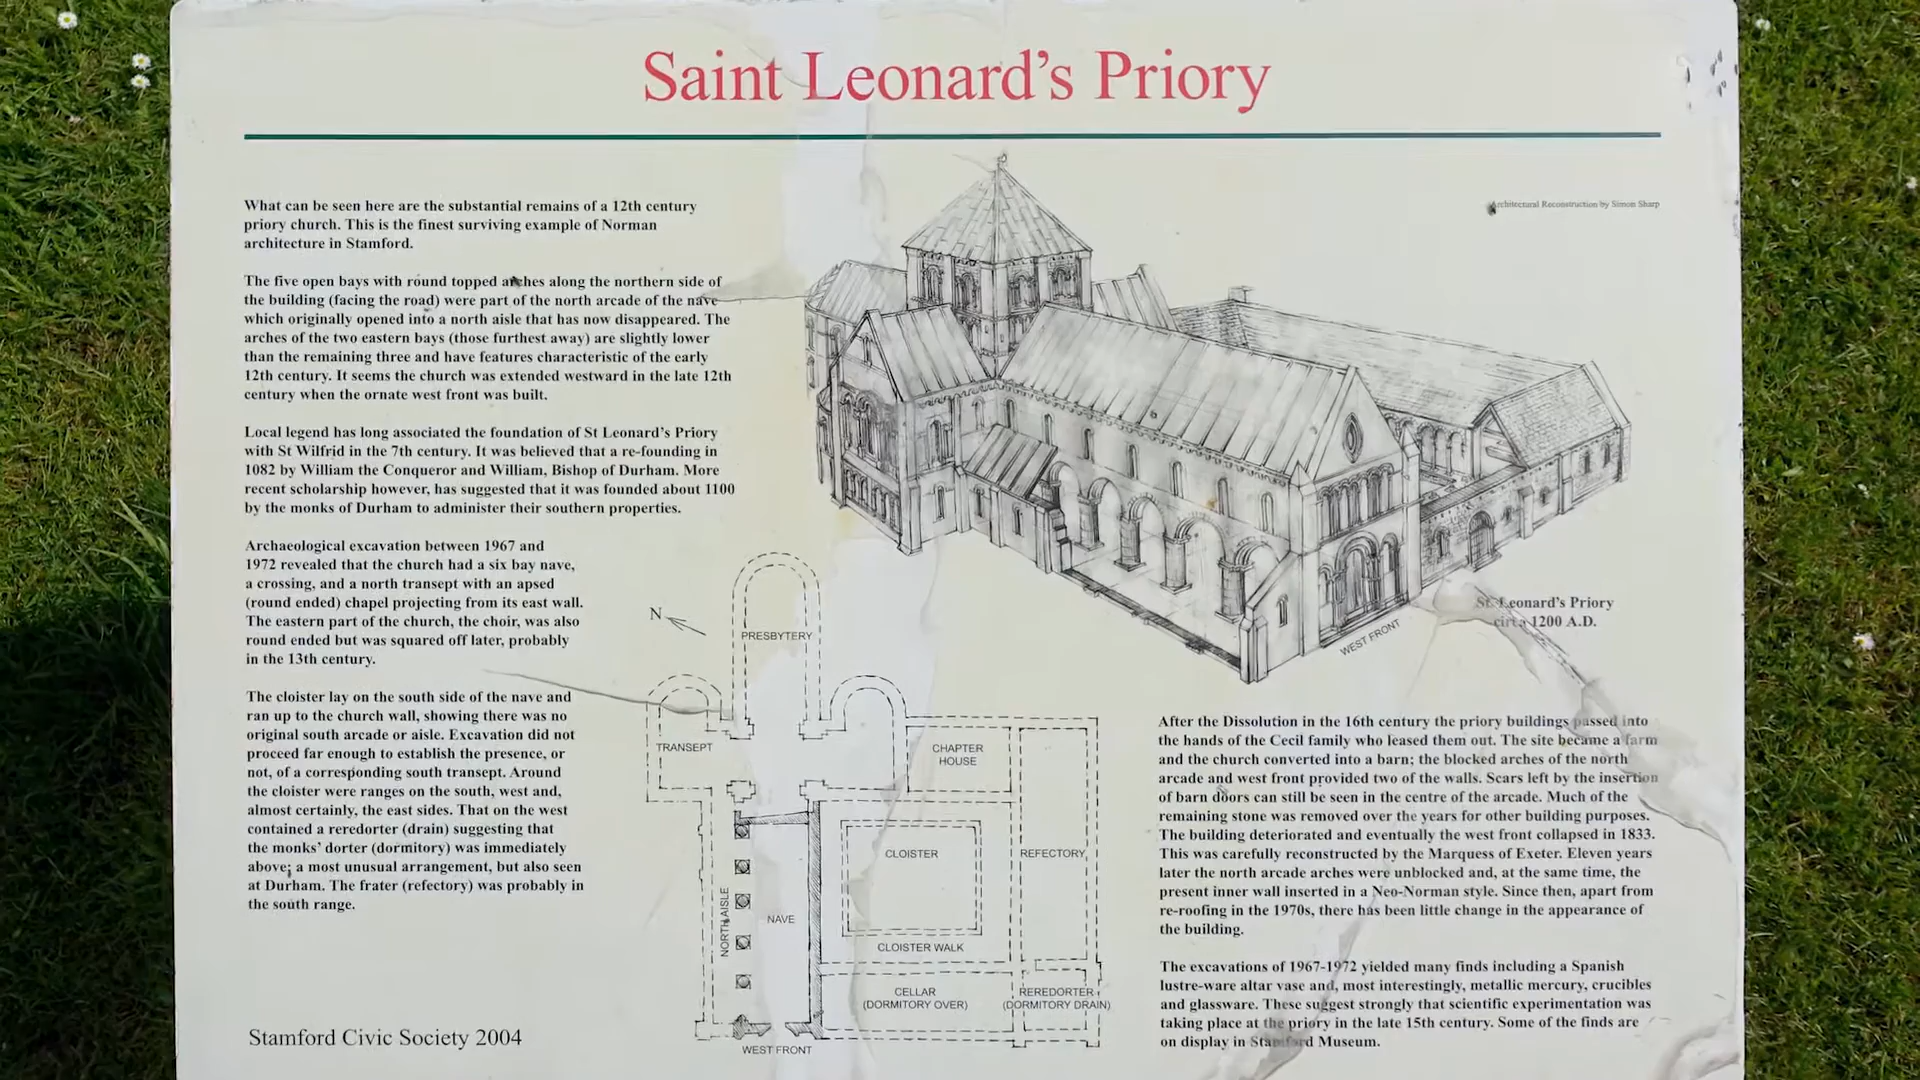 Saint Leonard's Priory
What can be seen here are the substantial remains of a 12th century
priory church. This is the finest surviving example of Norman
architecture in Stamford.
The five open bays with round topped arches along the northern side of
the building (facing the road) were part of the north arcade of the nave
which originally opened into a north aisle that has now disappeared. The
arches of the two eastern bays (those furthest away) are slightly lower
than the remaining three and have features characteristic of the early
12th century. It seems the church was extended westward in the late 12th
century when the ornate west front was built.
Local legend has long associated the foundation of St Leonard's Priory
with St Wilfrid in the 7th century. It was believed that a re-founding in
1082 by William the Conqueror and William, Bishop of Durham. More
recent scholarship however, has suggested that it was founded about 1100
by the monks of Durham to administer their southern properties.
Archaeological excavation between 1967 and
1972 revealed that the church had a six bay nave,
a crossing, and a north transept with an apsed
(round ended) chapel projecting from its east wall.
The eastern part of the church, the choir, was also
round ended but was squared off later, probably
in the 13th century.
The cloister lay on the south side of the nave and
ran up to the church wall, showing there was no
original south arcade or aisle. Excavation did not
proceed far enough to establish the presence, or
not, of a corresponding south transept. Around
the cloister were ranges on the south, west and,
almost certainly, the east sides. That on the west
contained a reredorter (drain) suggesting that
the monks' dorter (dormitory) was immediately
above; a most unusual arrangement, but also seen
at Durham. The frater (refectory) was probably in
the south range.
Stamford Civic Society 2004
Architectural Reconstruction by Simon Sharp
St. Leonard's Priory
circa 1200 A.D.
WEST FRONT
N
PRESBYTERY
TRANSEPT
CHAPTER
HOUSE
CLOISTER
REFECTORY
NORTH AISLE
NAVE
CLOISTER WALK
CELLAR
(DORMITORY OVER)
REREDORTER
(DORMITORY DRAIN)
WEST FRONT
After the Dissolution in the 16th century the priory buildings passed into
the hands of the Cecil family who leased them out. The site became a farm
and the church converted into a barn; the blocked arches of the north
arcade and west front provided two of the walls. Scars left by the insertion
of barn doors can still be seen in the centre of the arcade. Much of the
remaining stone was removed over the years for other building purposes.
The building deteriorated and eventually the west front collapsed in 1833.
This was carefully reconstructed by the Marquess of Exeter. Eleven years
later the north arcade arches were unblocked and, at the same time, the
present inner wall inserted in a Neo-Norman style. Since then, apart from
re-roofing in the 1970s, there has been little change in the appearance of
the building.
The excavations of 1967-1972 yielded many finds including a Spanish
lustre-ware altar vase and, most interestingly, metallic mercury, crucibles
and glassware. These suggest strongly that scientific experimentation was
taking place at the priory in the late 15th century. Some of the finds are
on display in Stamford Museum.